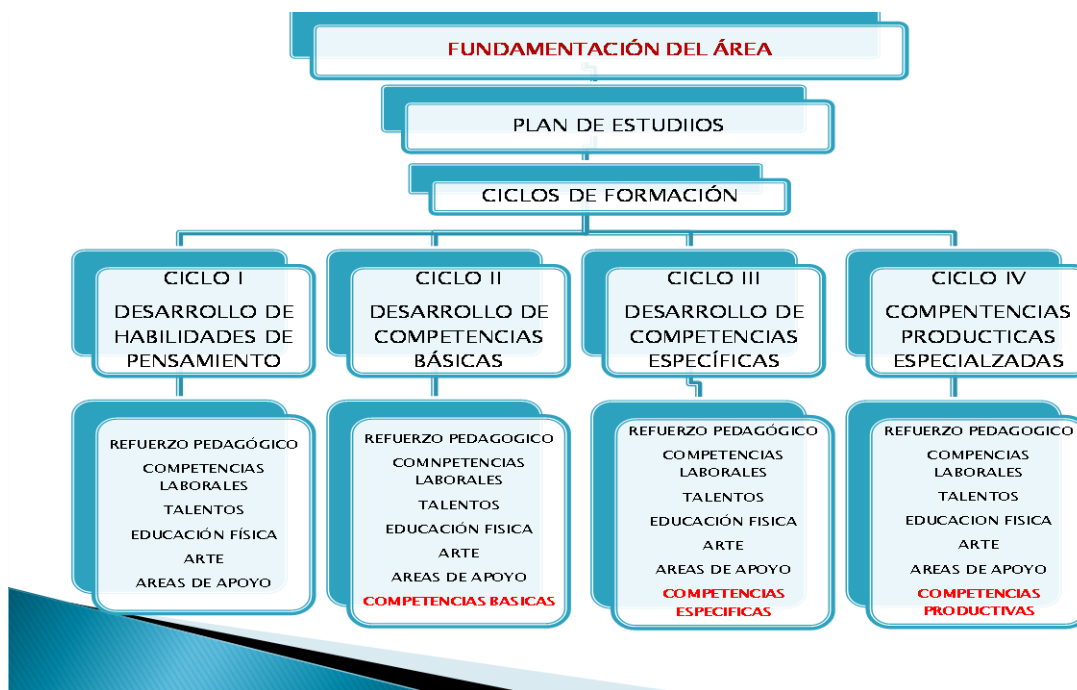 FUNDAMENTACIÓN DEL ÁREA
PLAN DE ESTUDIIOS
CICLOS DE FORMACIÓN
CICLO I
DESARROLLO DE
HABILIDADES DE
PENSAMIENTO
CICLO II
DESARROLLO DE
COMPETENCIAS
BÁSICAS
CICLO III
DESARROLLO DE
COMPETENCIAS
ESPECÍFICAS
CICLO IV
COMPENTENCIAS
PRODUCTICAS
ESPECIALZADAS
REFUERZO PEDAGÓGICO
COMPETENCIAS
LABORALES
TALENTOS
EDUCACIÓN FÍSICA
ARTE
AREAS DE APOYO
REFUERZO PEDAGOGICO
COMNPETENCIAS
LABORALES
TALENTOS
EDUCACIÓN FISICA
ARTE
AREAS DE APOYO
COMPETENCIAS BASICAS
REFUERZO PEDAGÓGICO
COMPETENCIAS
LABORALES
TALENTOS
EDUCACIÓN FISICA
ARTE
AREAS DE APOYO
COMPETENCIAS
ESPECIFICAS
REFUERZO PEDAGOGICO
COMPENCIAS
LABORALES
TALENTOS
EDUCACION FISICA
ARTE
AREAS DE APOYO
COMPETENCIAS
PRODUCTIVAS